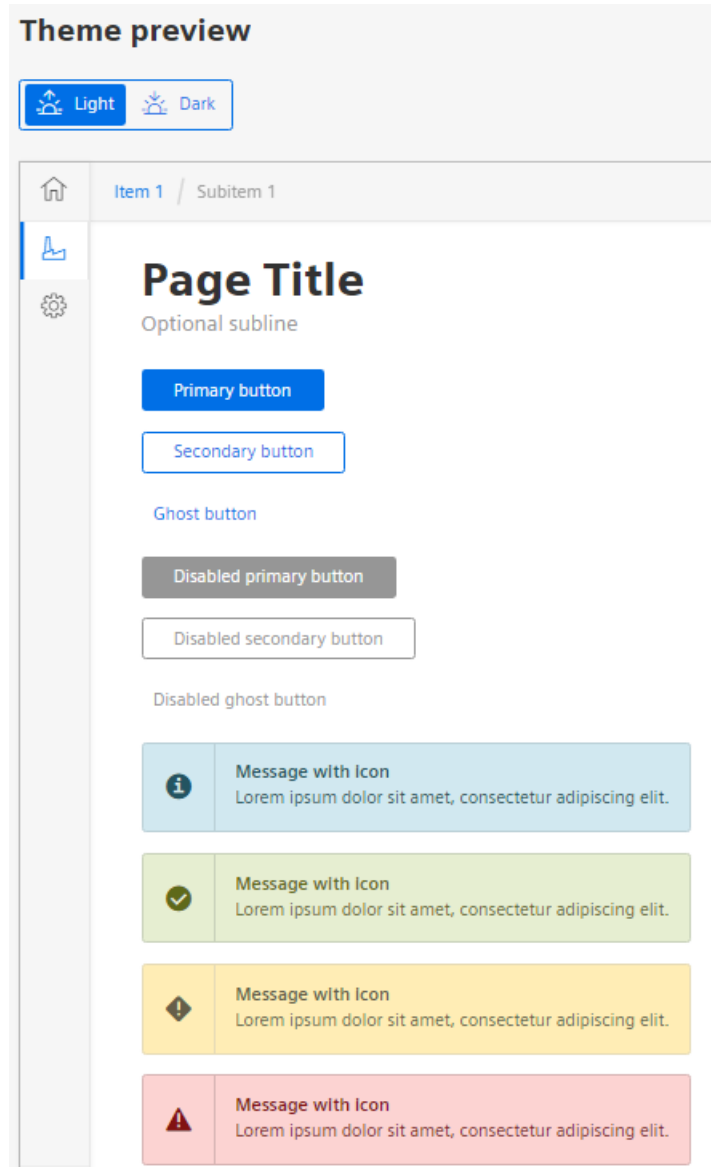 Theme preview
Light Dark
Item 1 / Subitem 1
Page Title
Optional subline
Primary button
Secondary button
Ghost button
Disabled primary button
Disabled secondary button
Disabled ghost button
Message with icon
Lorem ipsum dolor sit amet, consectetur adipiscing elit.
Message with icon
Lorem ipsum dolor sit amet, consectetur adipiscing elit.
Message with icon
Lorem ipsum dolor sit amet, consectetur adipiscing elit.
Message with icon
Lorem ipsum dolor sit amet, consectetur adipiscing elit.